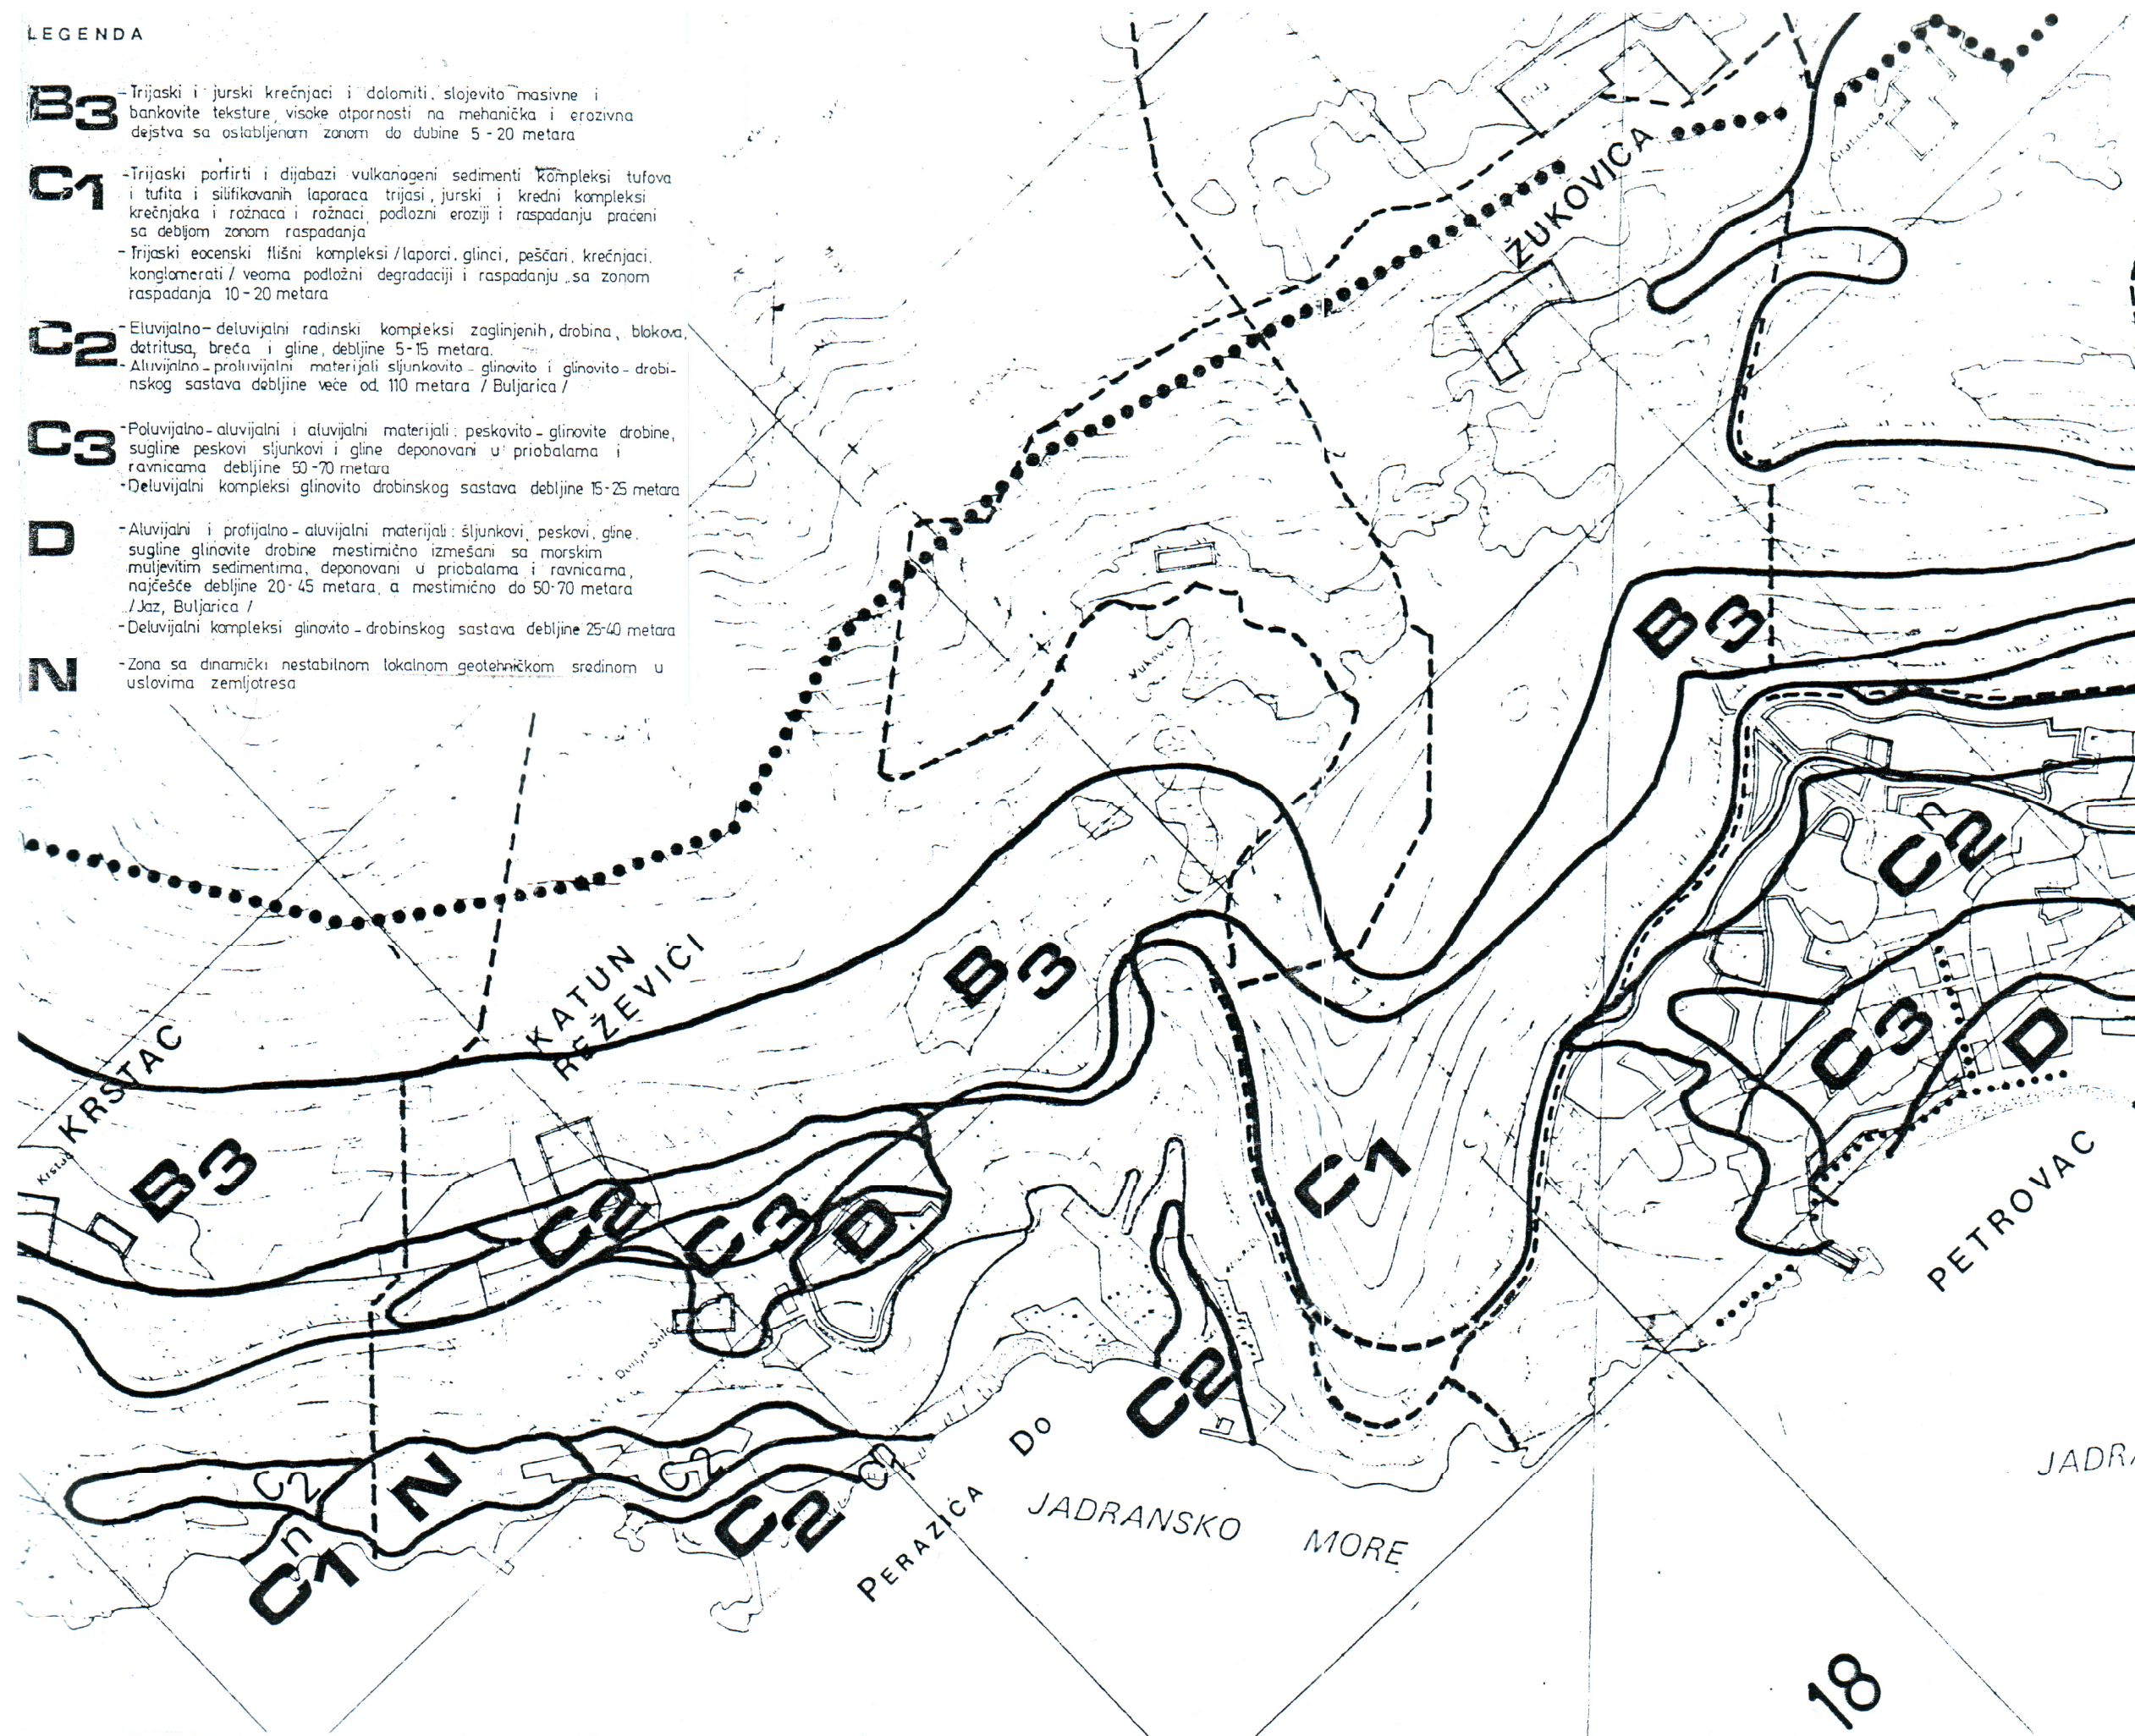 LEGENDA
B3 -Trijaski i jurski krečnjaci i dolomiti, slojevito masivne i
bankovite teksture, visoke otpornosti na mehanička i erozivna
dejstva sa oslabljenom zonom do dubine 5-20 metara
C1 -Trijaski porfirti i dijabazi vulkanogeni sedimenti kompleksi tufova
i tufita i silifikovanih laporaca trijasi, jurski i kredni kompleksi
krečnjaka i rožnaca i rožnaci, podlozni eroziji i raspadanju praćeni
sa debljom zonom raspadanja
-Trijaski eocenski flišni kompleksi /laporci, glinci, peščari, krečnjaci,
konglomerati / veoma podložni degradaciji i raspadanju, sa zonom
raspadanja 10-20 metara
C2 -Eluvijalno-deluvijalni radinski kompleksi zaglinjenih, drobina, blokova,
detritusa, breča i gline, debljine 5-15 metara.
-Aluvijalno-proluvijalni materijali sljunkovito-glinovito i glinovito-drobi-
nskog sastava debljine veće od 110 metara / Buljarica /
C3 -Poluvijalno-aluvijalni i aluvijalni materijali: peskovito-glinovite drobine,
sugline peskovi sljunkovi i gline deponovani u priobalama i
ravnicama debljine 50-70 metara
-Deluvijalni kompleksi glinovito drobinskog sastava debljine 15-25 metara
D -Aluvijalni i profijalno-aluvijalni materijali: šljunkovi, peskovi, gline,
sugline glinovite drobine mestimično izmešani sa morskim
muljevitim sedimentima, deponovani u priobalama i ravnicama,
najčešće debljine 20-45 metara, a mestimično do 50-70 metara
/Jaz, Buljarica /
-Deluvijalni kompleksi glinovito-drobinskog sastava debljine 25-40 metara
N -Zona sa dinamički nestabilnom lokalnom geotehničkom sredinom u
uslovima zemljotresa
ŽUKOVICA
B3
Vukovići
C2
n
B3
KATUN
REŽEVIĆI
KRSTAC
Krstac
B3
C3
D
C1
C2
C3
D
PETROVAC
C2
PERAZIĆA DO
C2
N
C2
n
C1
C2
n
C1
JADRANSKO MORE
JADRA
18